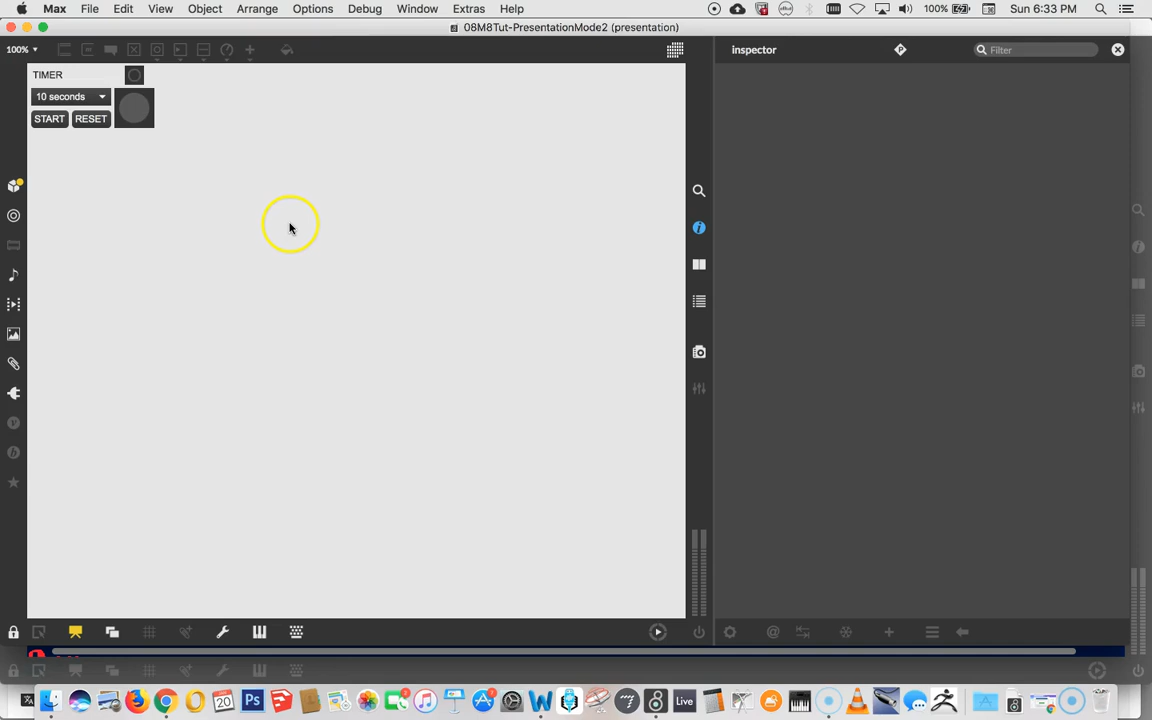 Max File Edit View Object Arrange Options Debug Window Extras Help 100% Sun 6:33 PM
08M8Tut-PresentationMode2 (presentation)
100% inspector Filter
TIMER
10 seconds
START RESET
20 Ps Live